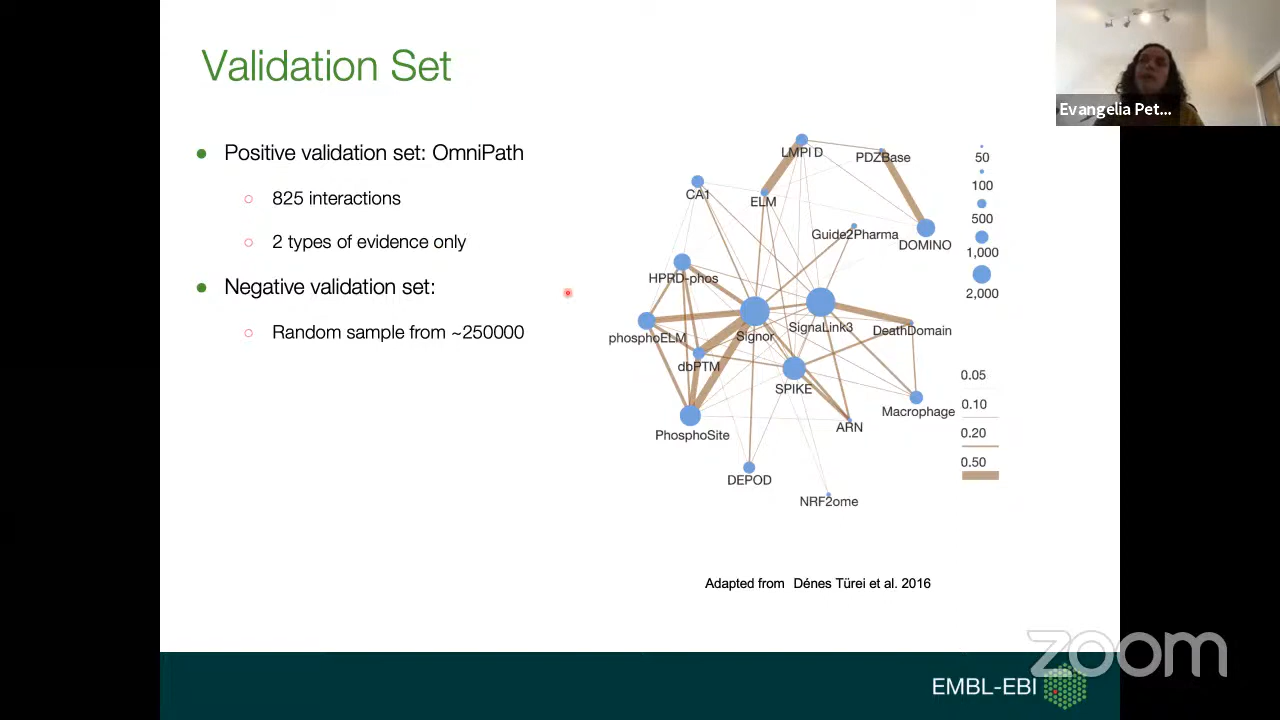 Validation Set
Evangelia Pet...
Positive validation set: OmniPath
825 interactions
2 types of evidence only
Negative validation set:
Random sample from ~250000
LMPID
PDZBase
CA1
ELM
Guide2Pharma
DOMINO
HPRD-phos
phosphoELM
Signor
SignaLink3
DeathDomain
dbPTM
SPIKE
Macrophage
PhosphoSite
ARN
DEPOD
NRF2ome
50
100
500
1,000
2,000
0.05
0.10
0.20
0.50
Adapted from Dénes Türei et al. 2016
zoom
EMBL-EBI